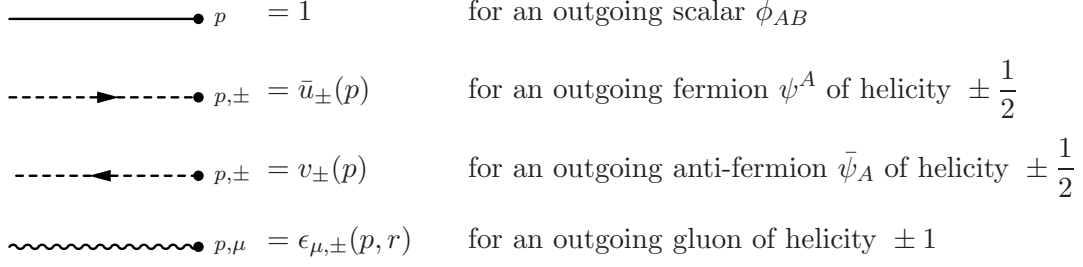 p = 1 for an outgoing scalar ϕ_{AB}
p,± = ū_±(p) for an outgoing fermion ψ^A of helicity ± 1/2
p,± = v_±(p) for an outgoing anti-fermion ψ̄_A of helicity ± 1/2
p,μ = ϵ_{μ,±}(p, r) for an outgoing gluon of helicity ± 1